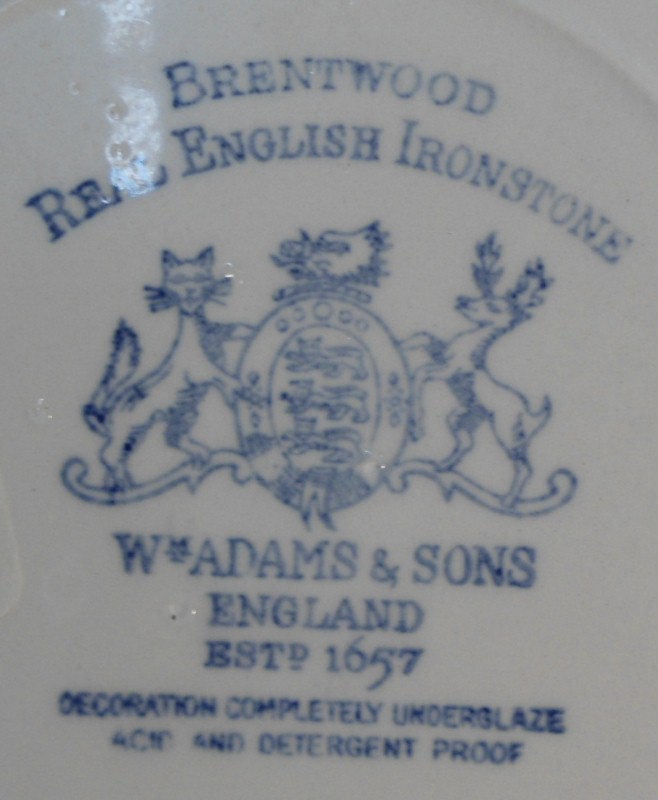 BRENTWOOD
REAL ENGLISH IRONSTONE
Wᴹ ADAMS & SONS
ENGLAND
ESTᴰ 1657
DECORATION COMPLETELY UNDERGLAZE
ACID AND DETERGENT PROOF